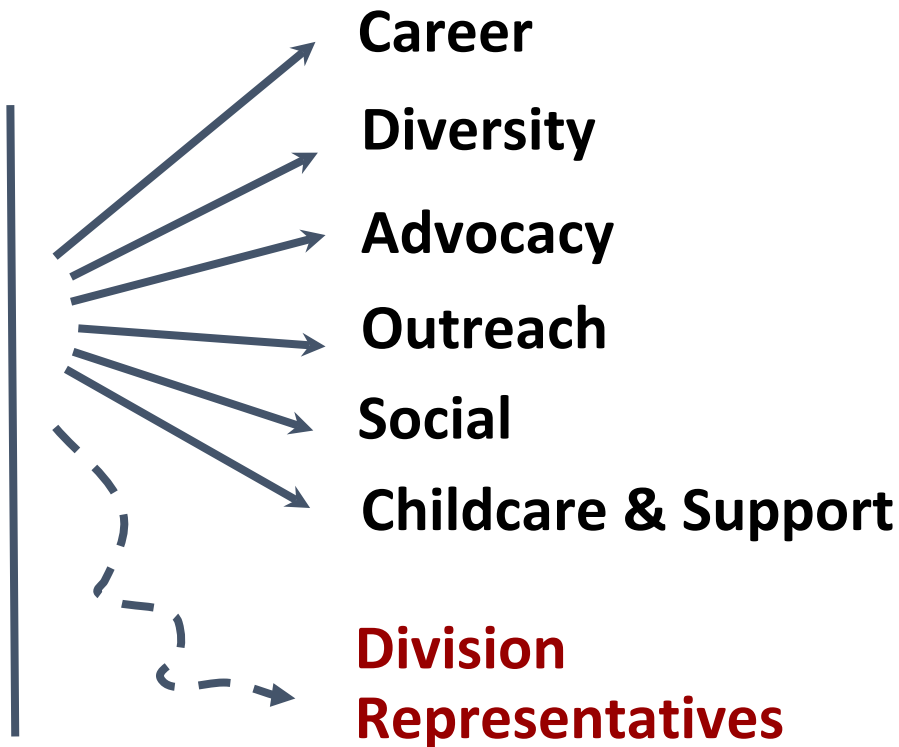 Career
Diversity
Advocacy
Outreach
Social
Childcare & Support
Division
Representatives